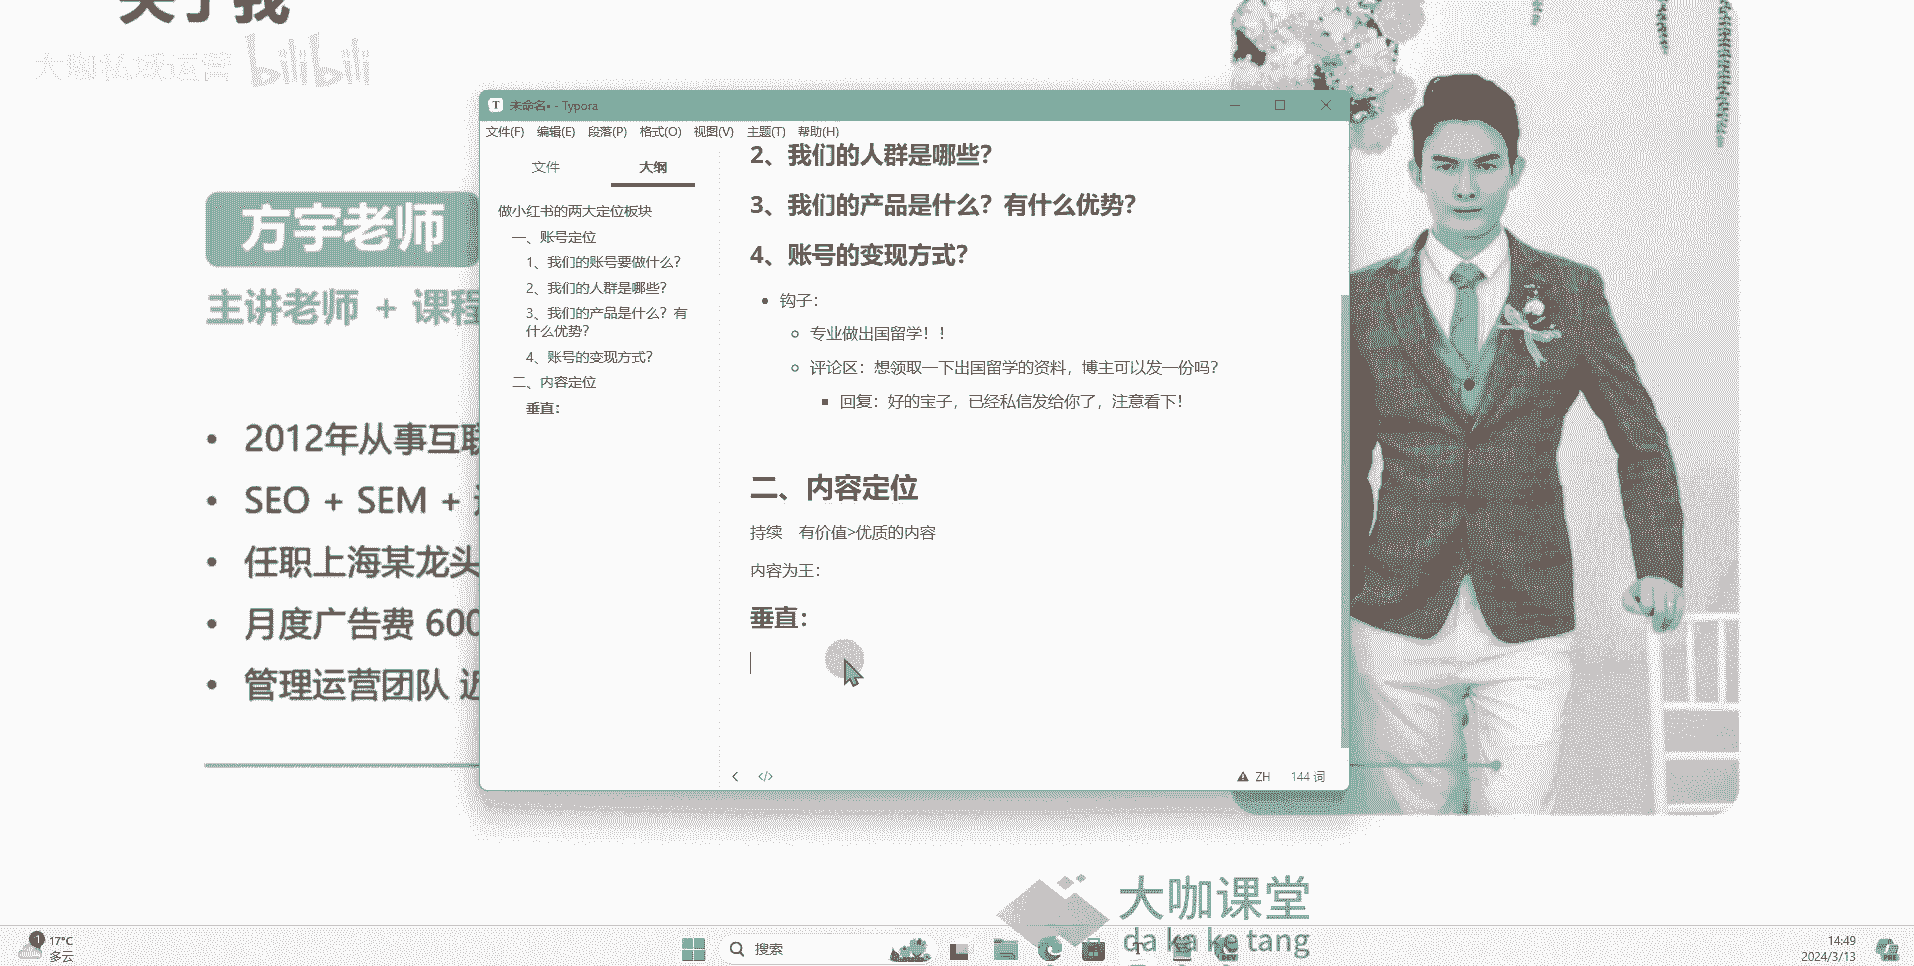 关于我
大咖私域运营 bilibili
方宇老师
主讲老师 + 课程
2012年从事互联
SEO + SEM +
任职上海某龙头
月度广告费 600
管理运营团队 近
T 未命名• - Typora
文件(F) 编辑(E) 段落(P) 格式(O) 视图(V) 主题(T) 帮助(H)
文件 大纲
做小红书的两大定位板块
一、账号定位
1、我们的账号要做什么？
2、我们的人群是哪些？
3、我们的产品是什么？有
什么优势？
4、账号的变现方式？
二、内容定位
垂直：
2、我们的人群是哪些？
3、我们的产品是什么？有什么优势？
4、账号的变现方式？
钩子：
专业做出国留学！！
评论区：想领取一下出国留学的资料，博主可以发一份吗？
回复：好的宝子，已经私信发给你了，注意看下！
二、内容定位
持续 有价值>优质的内容
内容为王：
垂直：
</> ZH 144 词
大咖课堂
da ka ke tang
1
17°C
多云
搜索
14:49
2024/3/13